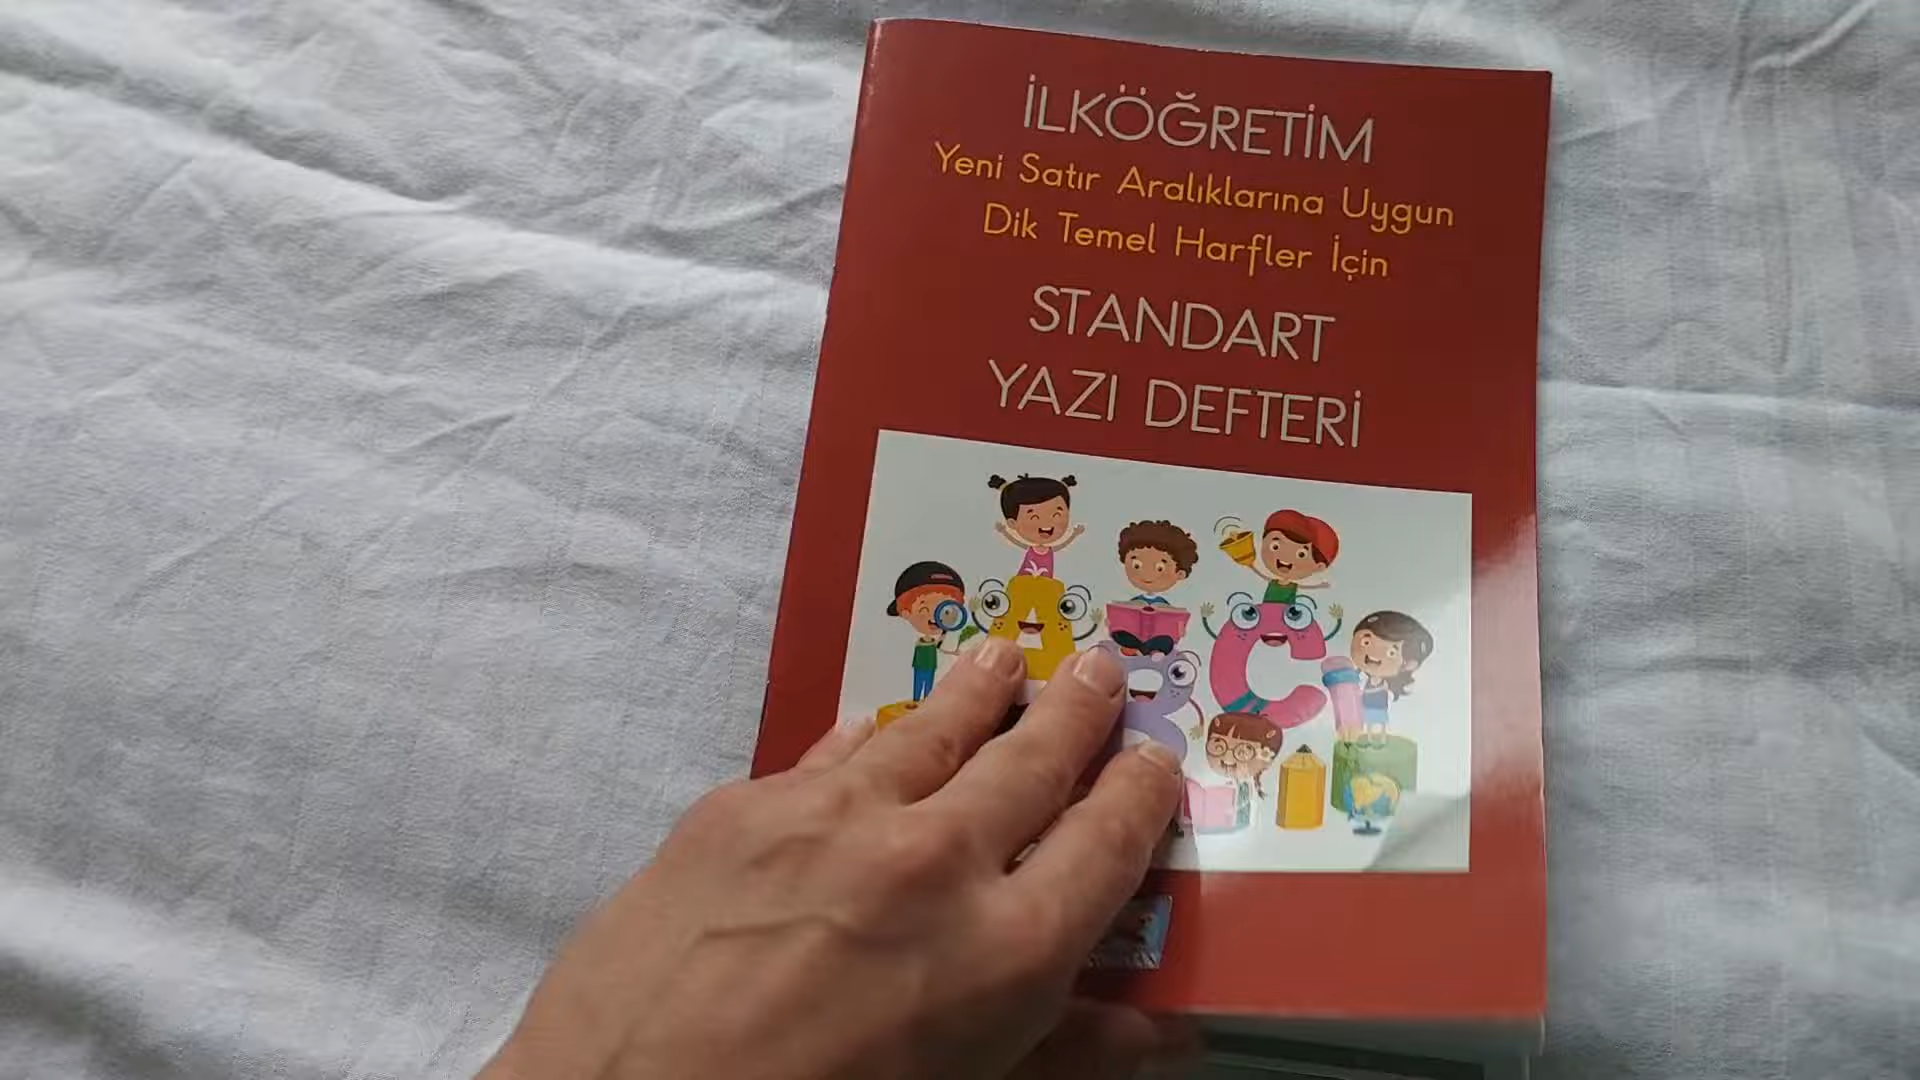 İLKÖĞRETİM
Yeni Satır Aralıklarına Uygun
Dik Temel Harfler İçin
STANDART
YAZI DEFTERİ
A
B
C